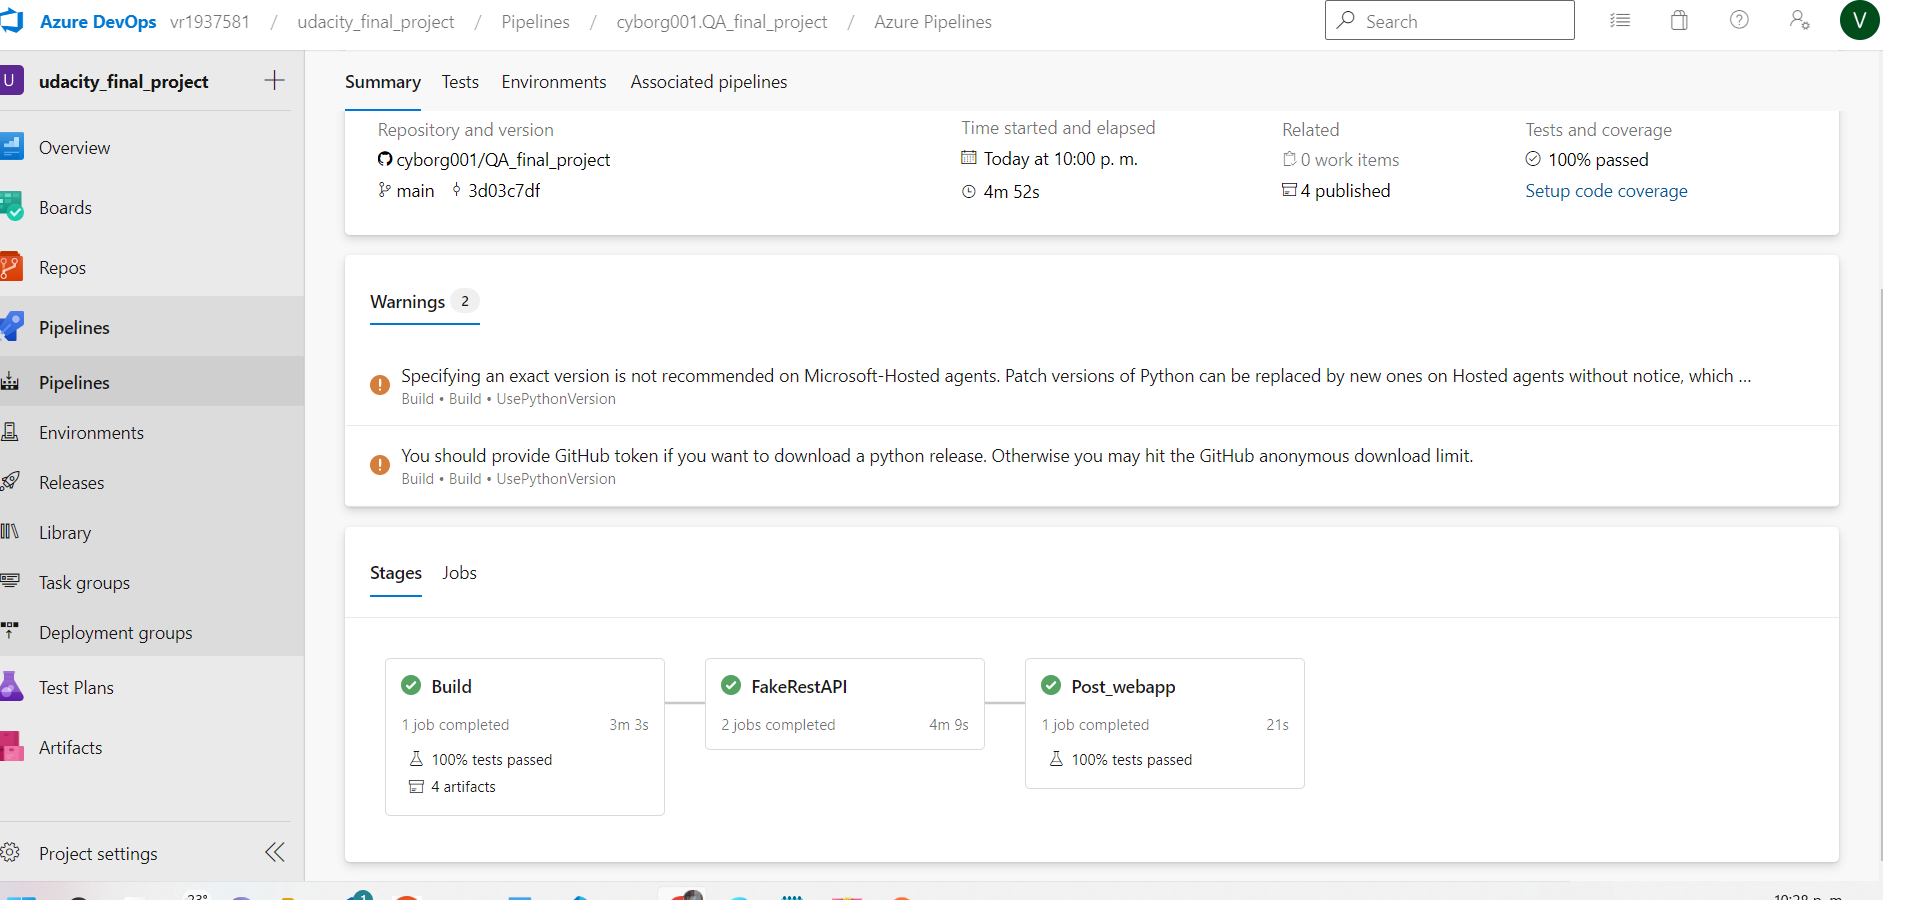 Azure DevOps vr1937581 / udacity_final_project / Pipelines / cyborg001.QA_final_project / Azure Pipelines
Search
V
U udacity_final_project
Overview
Boards
Repos
Pipelines
Pipelines
Environments
Releases
Library
Task groups
Deployment groups
Test Plans
Artifacts
Project settings
Summary Tests Environments Associated pipelines
Repository and version
cyborg001/QA_final_project
main 3d03c7df
Time started and elapsed
Today at 10:00 p. m.
4m 52s
Related
0 work items
4 published
Tests and coverage
100% passed
Setup code coverage
Warnings 2
Specifying an exact version is not recommended on Microsoft-Hosted agents. Patch versions of Python can be replaced by new ones on Hosted agents without notice, which ...
Build • Build • UsePythonVersion
You should provide GitHub token if you want to download a python release. Otherwise you may hit the GitHub anonymous download limit.
Build • Build • UsePythonVersion
Stages Jobs
Build
1 job completed 3m 3s
100% tests passed
4 artifacts
FakeRestAPI
2 jobs completed 4m 9s
Post_webapp
1 job completed 21s
100% tests passed
23°
1
10:28 p. m.